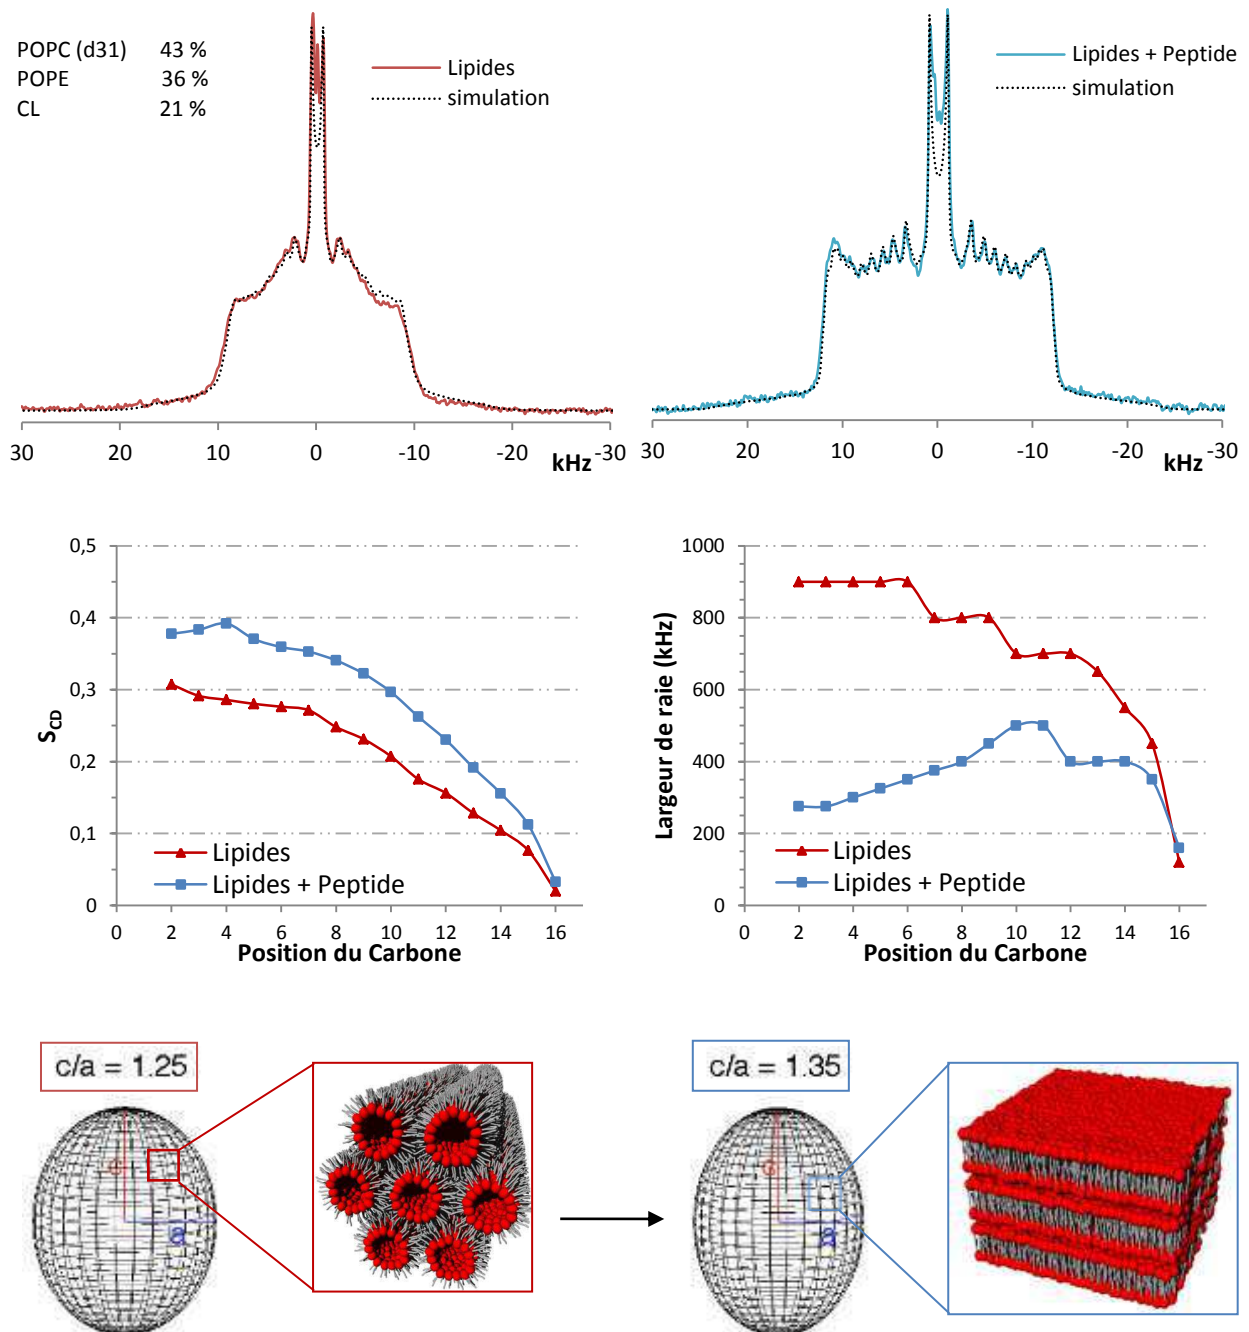 POPC (d31) 43 %
POPE 36 %
CL 21 %
Lipides
simulation
30 20 10 0 -10 -20 -30
kHz
Lipides + Peptide
simulation
30 20 10 0 -10 -20 -30
kHz
0,5
0,4
0,3
0,2
0,1
0
S_CD
Lipides
Lipides + Peptide
0 2 4 6 8 10 12 14 16
Position du Carbone
1000
800
600
400
200
0
Largeur de raie (kHz)
Lipides
Lipides + Peptide
0 2 4 6 8 10 12 14 16
Position du Carbone
c/a = 1.25
c/a = 1.35